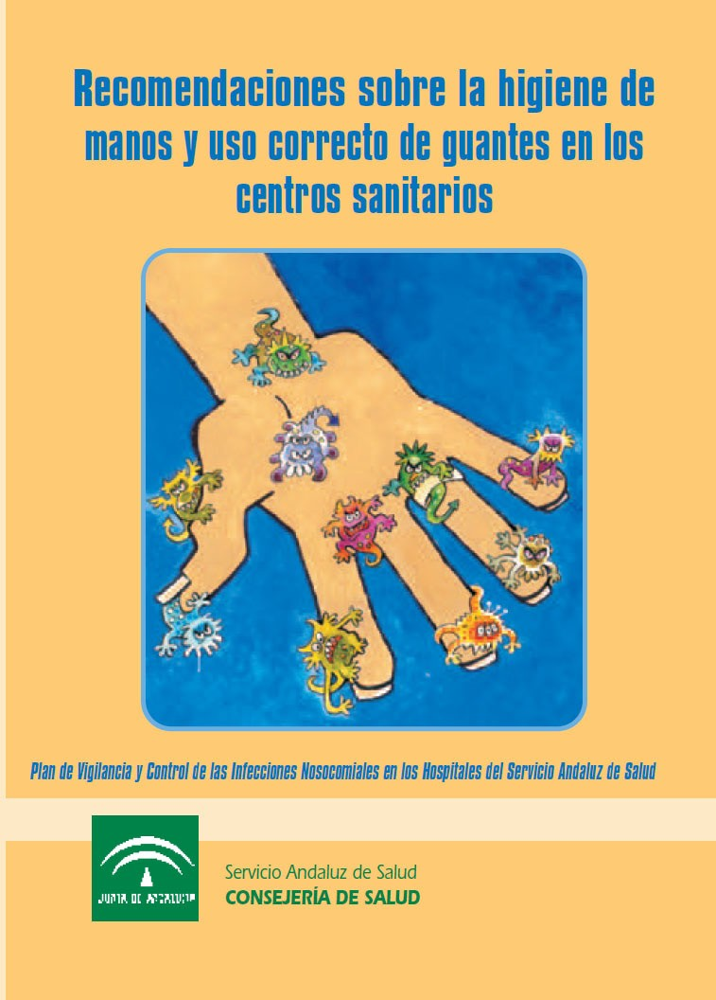 Recomendaciones sobre la higiene de
manos y uso correcto de guantes en los
centros sanitarios
Plan de Vigilancia y Control de las Infecciones Nosocomiales en los Hospitales del Servicio Andaluz de Salud
JUNTA DE ANDALUCIA
Servicio Andaluz de Salud
CONSEJERÍA DE SALUD